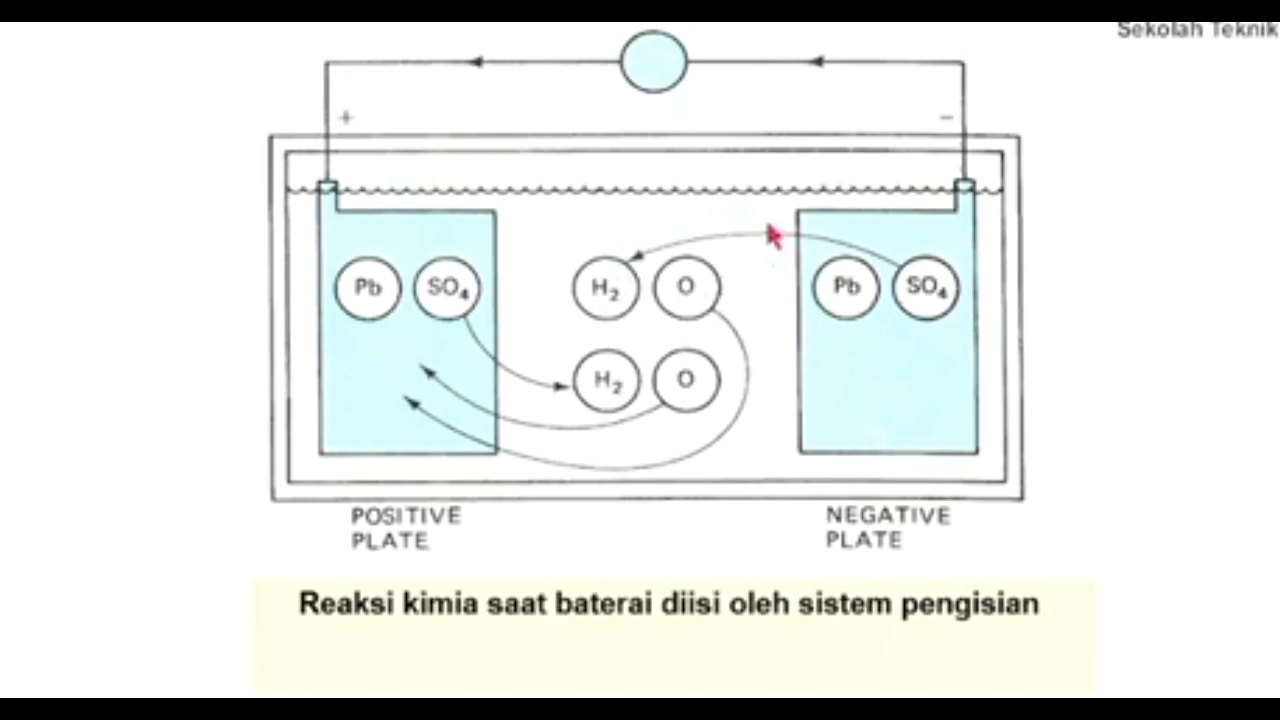 Sekolah Teknik
+
−
Pb SO₄ H₂ O Pb SO₄
H₂ O
POSITIVE
PLATE
NEGATIVE
PLATE
Reaksi kimia saat baterai diisi oleh sistem pengisian